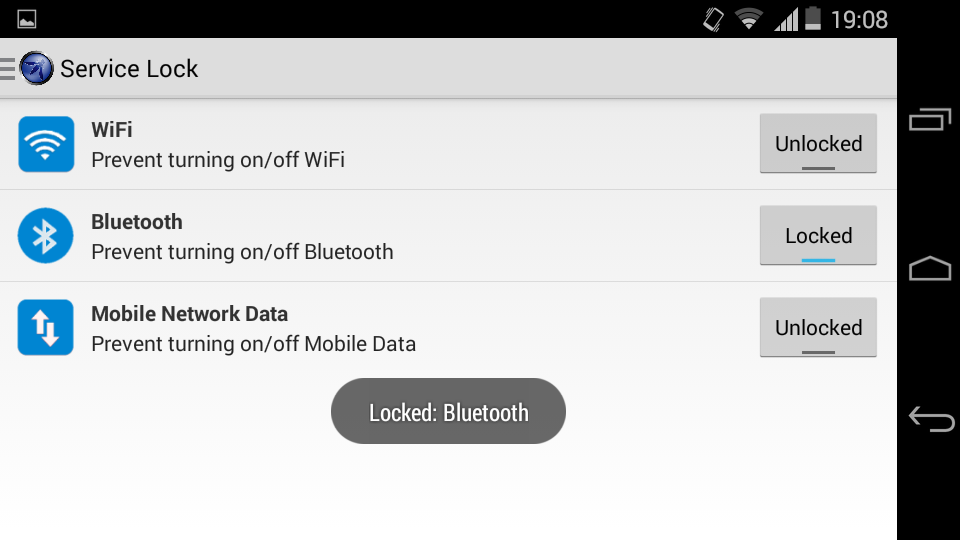 19:08
Service Lock
WiFi
Prevent turning on/off WiFi
Unlocked
Bluetooth
Prevent turning on/off Bluetooth
Locked
Mobile Network Data
Prevent turning on/off Mobile Data
Unlocked
Locked: Bluetooth